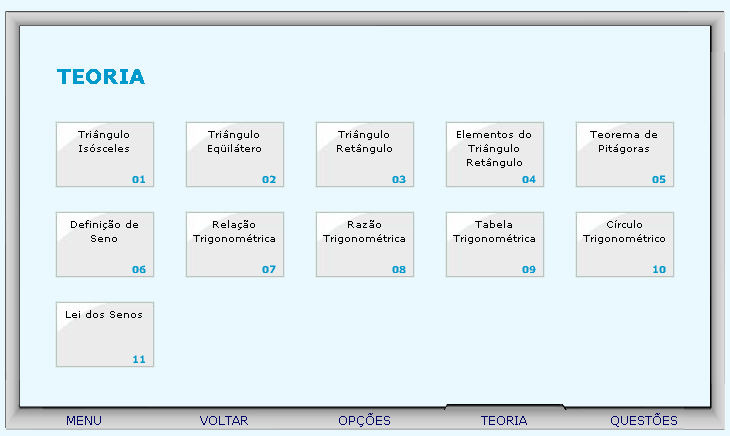 TEORIA
Triângulo
Isósceles
01
Triângulo
Eqüilátero
02
Triângulo
Retângulo
03
Elementos do
Triângulo
Retângulo
04
Teorema de
Pitágoras
05
Definição de
Seno
06
Relação
Trigonométrica
07
Razão
Trigonométrica
08
Tabela
Trigonométrica
09
Círculo
Trigonométrico
10
Lei dos Senos
11
MENU VOLTAR OPÇÕES TEORIA QUESTÕES